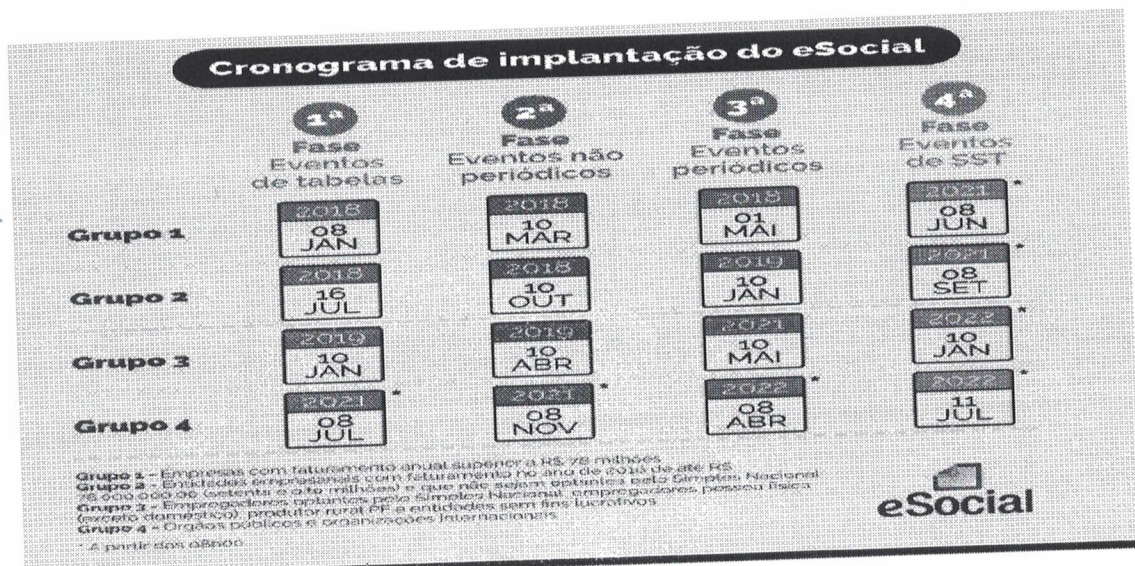 Cronograma de implantação do eSocial
1ª
Fase
Eventos
de tabelas
2ª
Fase
Eventos não
periódicos
3ª
Fase
Eventos
periódicos
4ª
Fase
Eventos
de SST
Grupo 1
2018
08
JAN
2018
10
MAR
2018
01
MAI
2021
08
JUN
*
Grupo 2
2018
16
JUL
2018
10
OUT
2019
10
JAN
2021
08
SET
*
Grupo 3
2019
10
JAN
2019
10
ABR
2021
10
MAI
2022
10
JAN
*
Grupo 4
2021
08
JUL
*
2021
08
NOV
*
2022
08
ABR
*
2022
11
JUL
*
Grupo 1 - Empresas com faturamento anual superior a R$ 78 milhões
Grupo 2 - Entidades empresariais com faturamento no ano de 2016 de até R$
78.000.000,00 (setenta e oito milhões) e que não sejam optantes pelo Simples Nacional
Grupo 3 - Empregadores optantes pelo Simples Nacional, empregadores pessoa física
(exceto doméstico), produtor rural PF e entidades sem fins lucrativos
Grupo 4 - Órgãos públicos e organizações internacionais
* A partir das 08h00
eSocial